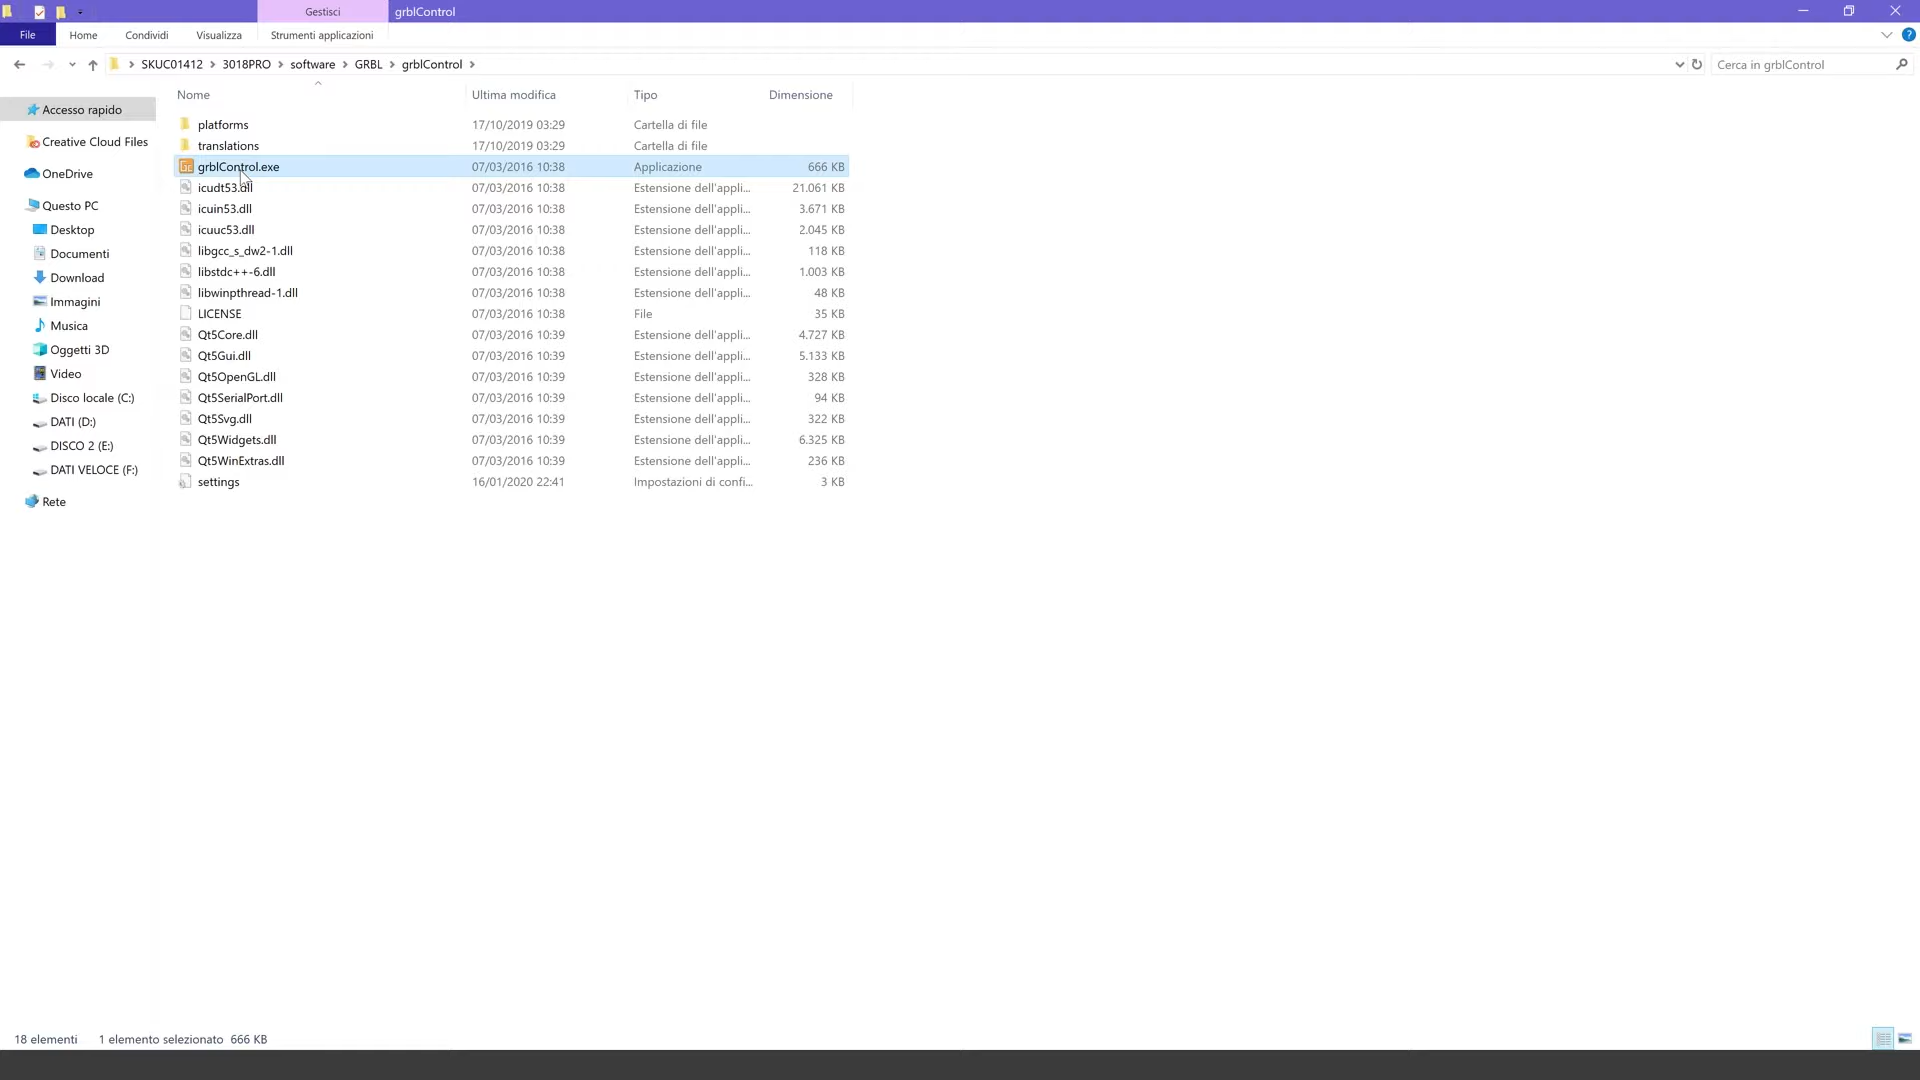 Gestisci grblControl
File Home Condividi Visualizza Strumenti applicazioni
SKUC01412 3018PRO software GRBL grblControl Cerca in grblControl
Nome Ultima modifica Tipo Dimensione
Accesso rapido
Creative Cloud Files
OneDrive
Questo PC
Desktop
Documenti
Download
Immagini
Musica
Oggetti 3D
Video
Disco locale (C:)
DATI (D:)
DISCO 2 (E:)
DATI VELOCE (F:)
Rete
platforms 17/10/2019 03:29 Cartella di file
translations 17/10/2019 03:29 Cartella di file
grblControl.exe 07/03/2016 10:38 Applicazione 666 KB
icudt53.dll 07/03/2016 10:38 Estensione dell'appli... 21.061 KB
icuin53.dll 07/03/2016 10:38 Estensione dell'appli... 3.671 KB
icuuc53.dll 07/03/2016 10:38 Estensione dell'appli... 2.045 KB
libgcc_s_dw2-1.dll 07/03/2016 10:38 Estensione dell'appli... 118 KB
libstdc++-6.dll 07/03/2016 10:38 Estensione dell'appli... 1.003 KB
libwinpthread-1.dll 07/03/2016 10:38 Estensione dell'appli... 48 KB
LICENSE 07/03/2016 10:38 File 35 KB
Qt5Core.dll 07/03/2016 10:39 Estensione dell'appli... 4.727 KB
Qt5Gui.dll 07/03/2016 10:39 Estensione dell'appli... 5.133 KB
Qt5OpenGL.dll 07/03/2016 10:39 Estensione dell'appli... 328 KB
Qt5SerialPort.dll 07/03/2016 10:39 Estensione dell'appli... 94 KB
Qt5Svg.dll 07/03/2016 10:39 Estensione dell'appli... 322 KB
Qt5Widgets.dll 07/03/2016 10:39 Estensione dell'appli... 6.325 KB
Qt5WinExtras.dll 07/03/2016 10:39 Estensione dell'appli... 236 KB
settings 16/01/2020 22:41 Impostazioni di confi... 3 KB
18 elementi 1 elemento selezionato 666 KB